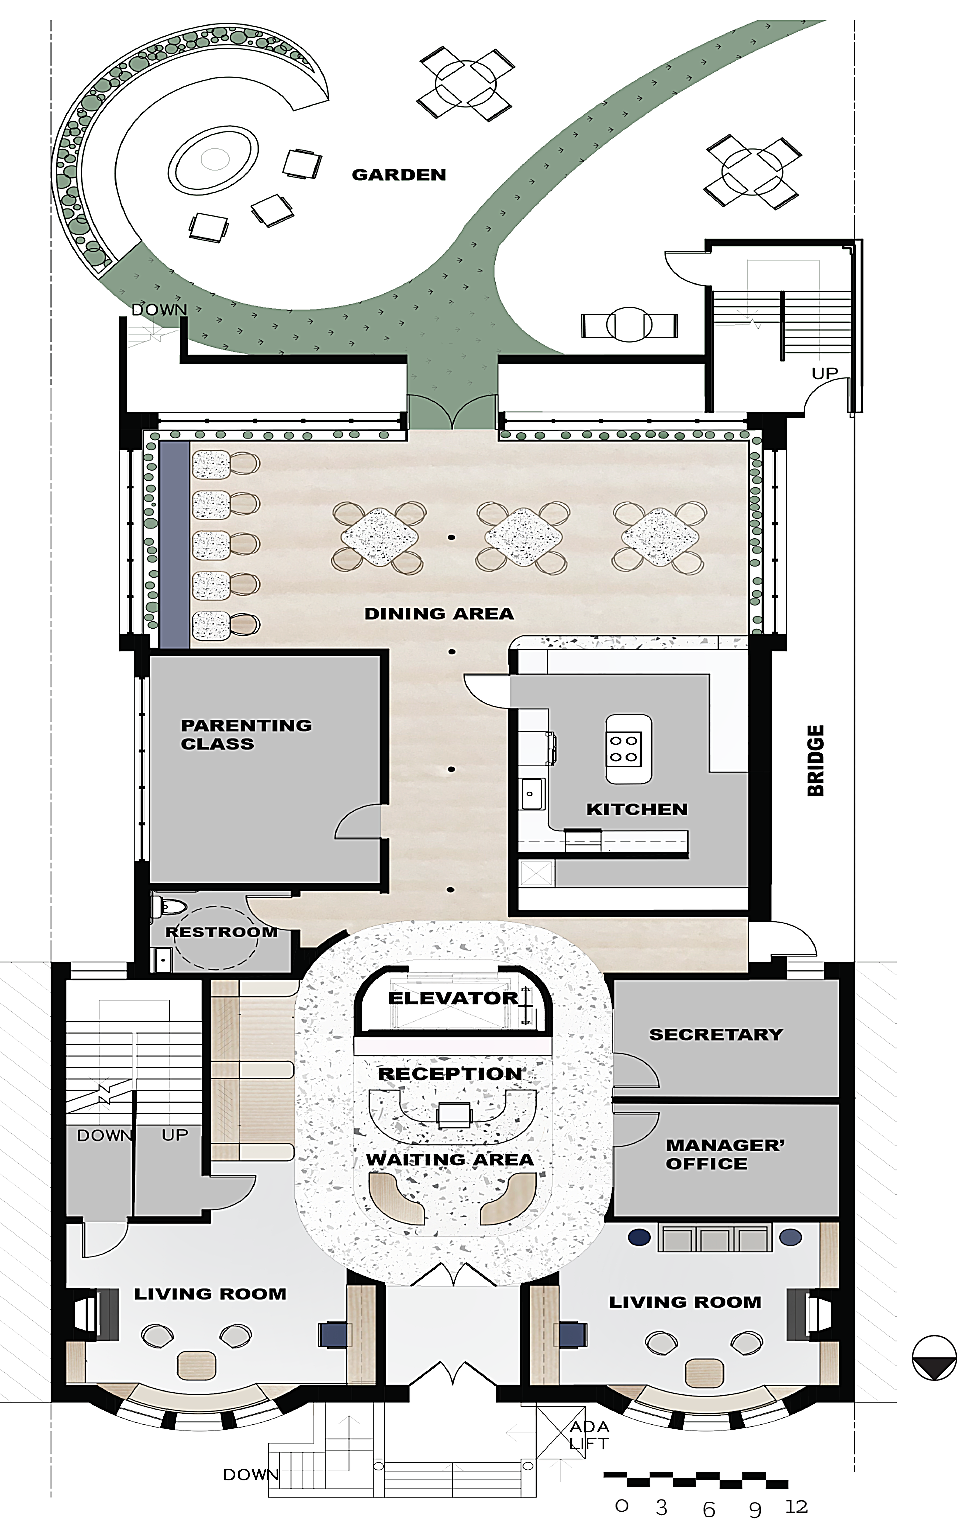 GARDEN
DOWN
UP
DINING AREA
PARENTING
CLASS
BRIDGE
KITCHEN
RESTROOM
ELEVATOR
SECRETARY
RECEPTION
DOWN UP
WAITING AREA
MANAGER'
OFFICE
LIVING ROOM
LIVING ROOM
ADA
LIFT
DOWN
0 3 6 9 12